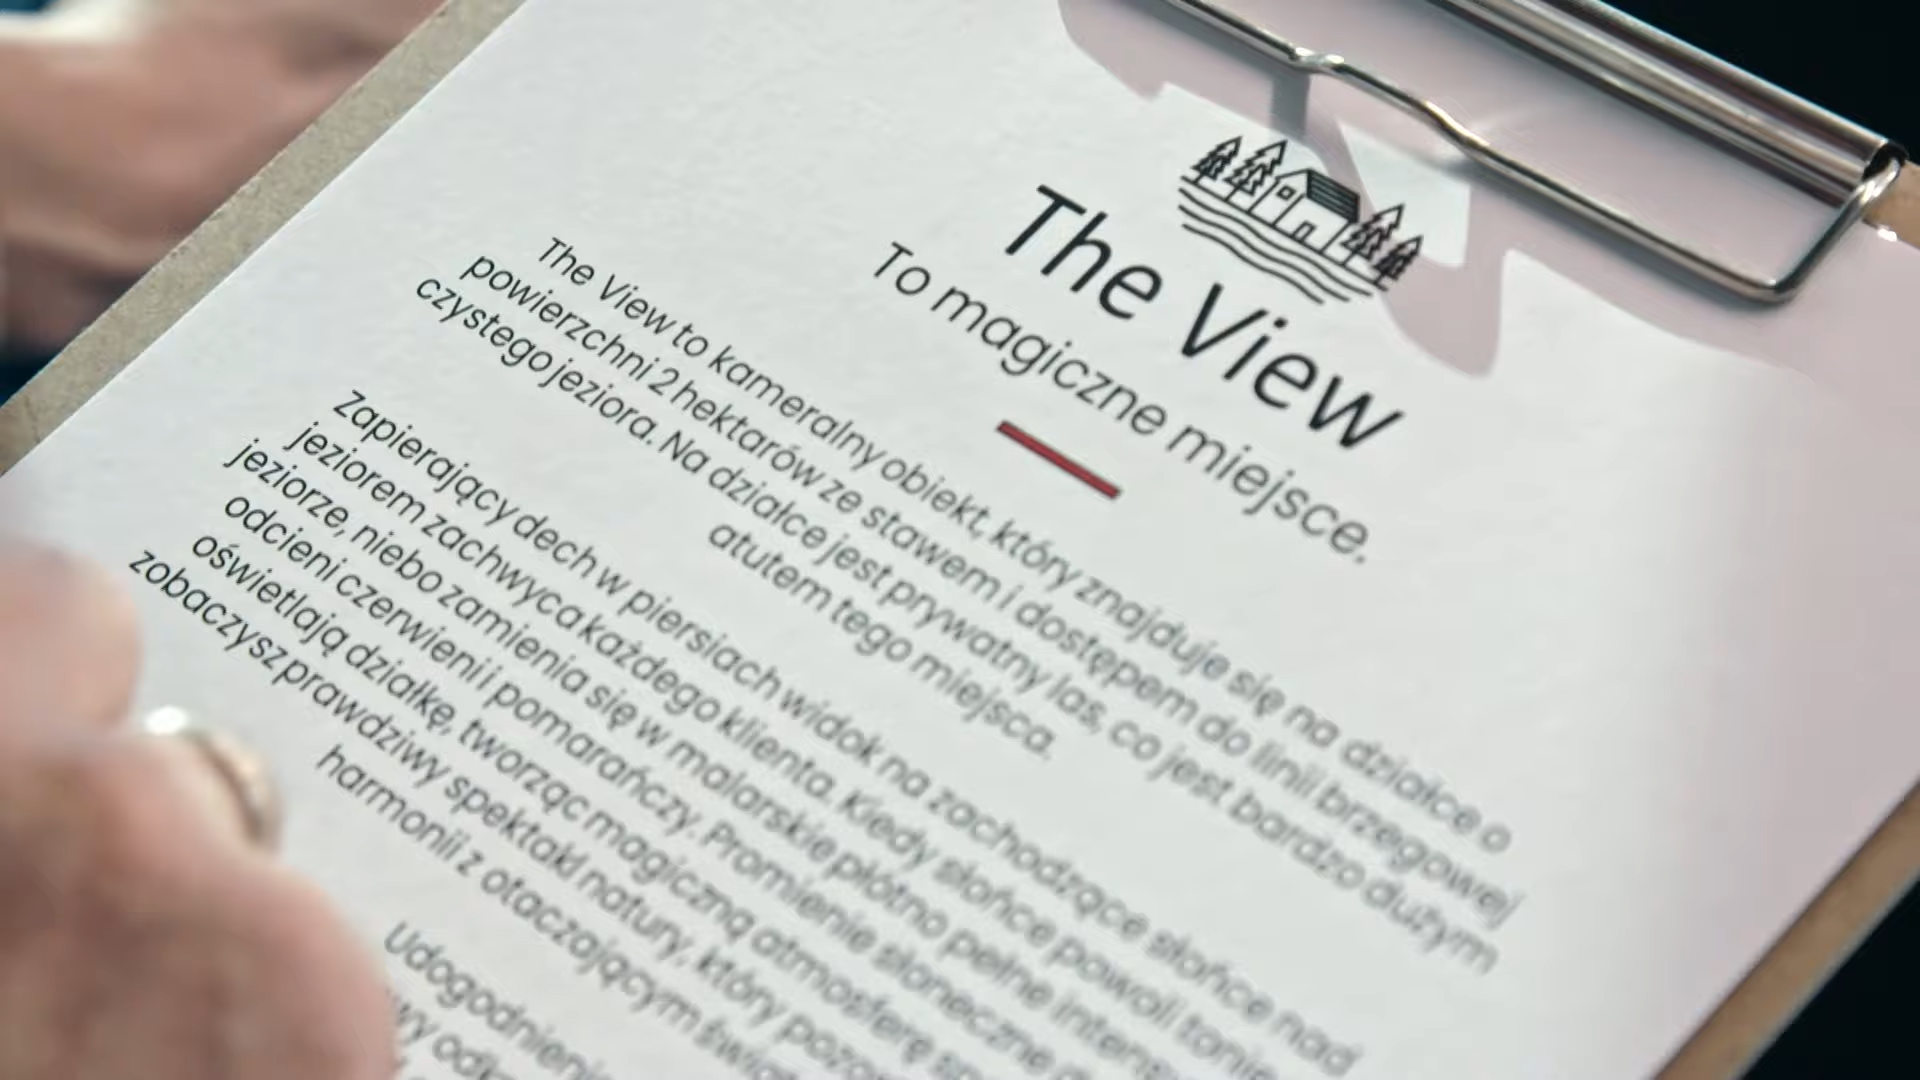 The View
To magiczne miejsce.
The View to kameralny obiekt, który znajduje się na działce o
powierzchni 2 hektarów ze stawem i dostępem do linii brzegowej
czystego jeziora. Na działce jest prywatny las, co jest bardzo dużym
atutem tego miejsca.
Zapierający dech w piersiach widok na zachodzące słońce nad
jeziorem zachwyca każdego klienta. Kiedy słońce powoli tonie
jeziorze, niebo zamienia się w malarskie płótno pełne
odcieni czerwieni i pomarańczy. Promienie słoneczne
oświetlają działkę, tworząc magiczną atmosferę
zobaczysz prawdziwy spektakl natury, który
harmonii z otaczającym
Udogodnienia